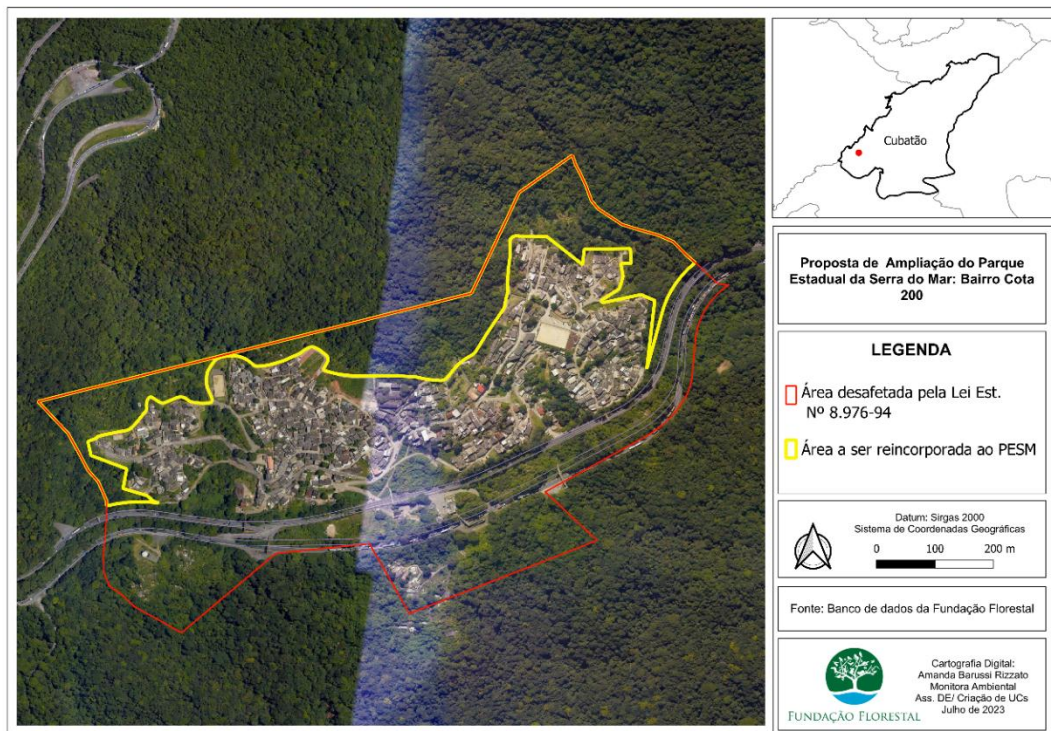 Cubatão
Proposta de Ampliação do Parque
Estadual da Serra do Mar: Bairro Cota
200
LEGENDA
Área desafetada pela Lei Est.
Nº 8.976-94
Área a ser reincorporada ao PESM
Datum: Sirgas 2000
Sistema de Coordenadas Geográficas
0 100 200 m
Fonte: Banco de dados da Fundação Florestal
Cartografia Digital:
Amanda Barussi Rizzato
Monitora Ambiental
Ass. DE/ Criação de UCs
Julho de 2023
FUNDAÇÃO FLORESTAL